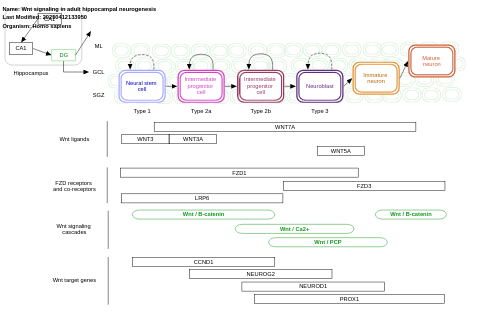 Name: Wnt signaling in adult hippocampal neurogenesis
Last Modified: 20250412133950
Organism: Homo sapiens
CA1
DG
Hippocampus
ML
GCL
SGZ
Neural stem
cell
Intermediate
progenitor
cell
Intermediate
progenitor
cell
Neuroblast
Immature
neuron
Mature
neuron
Type 1
Type 2a
Type 2b
Type 3
Wnt ligands
WNT7A
WNT3
WNT3A
WNT5A
FZD receptors
and co-receptors
FZD1
FZD3
LRP6
Wnt signaling
cascades
Wnt / B-catenin
Wnt / B-catenin
Wnt / Ca2+
Wnt / PCP
Wnt target genes
CCND1
NEUROG2
NEUROD1
PROX1